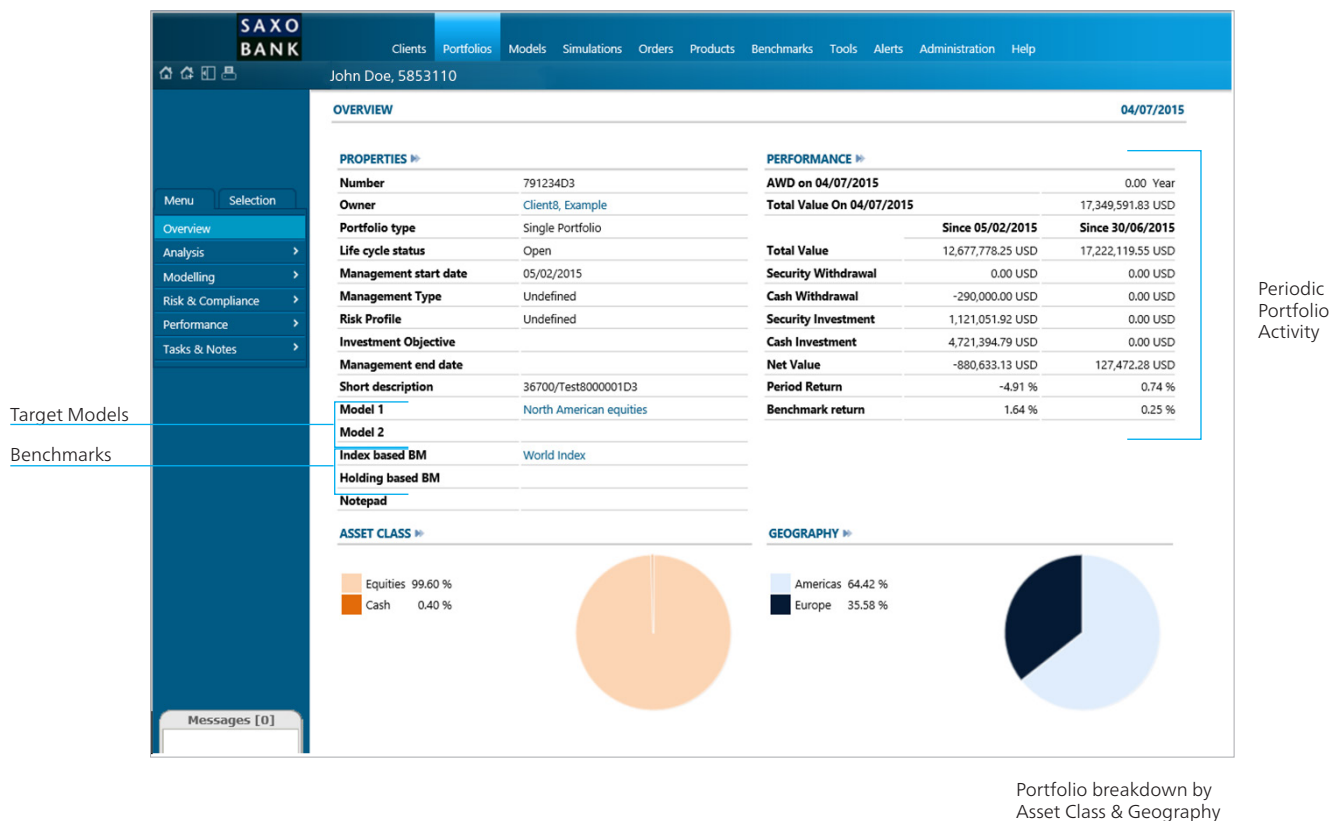 SAXO
BANK
Clients Portfolios Models Simulations Orders Products Benchmarks Tools Alerts Administration Help
John Doe, 5853110
OVERVIEW 04/07/2015
Menu Selection
Overview
Analysis
Modelling
Risk & Compliance
Performance
Tasks & Notes
PROPERTIES
Number 791234D3
Owner Client8, Example
Portfolio type Single Portfolio
Life cycle status Open
Management start date 05/02/2015
Management Type Undefined
Risk Profile Undefined
Investment Objective
Management end date
Short description 36700/Test8000001D3
Model 1 North American equities
Model 2
Index based BM World Index
Holding based BM
Notepad
PERFORMANCE
AWD on 04/07/2015 0.00 Year
Total Value On 04/07/2015 17,349,591.83 USD
Since 05/02/2015 Since 30/06/2015
Total Value 12,677,778.25 USD 17,222,119.55 USD
Security Withdrawal 0.00 USD 0.00 USD
Cash Withdrawal -290,000.00 USD 0.00 USD
Security Investment 1,121,051.92 USD 0.00 USD
Cash Investment 4,721,394.79 USD 0.00 USD
Net Value -880,633.13 USD 127,472.28 USD
Period Return -4.91 % 0.74 %
Benchmark return 1.64 % 0.25 %
Periodic
Portfolio
Activity
Target Models
Benchmarks
ASSET CLASS
Equities 99.60 %
Cash 0.40 %
GEOGRAPHY
Americas 64.42 %
Europe 35.58 %
Messages [0]
Portfolio breakdown by
Asset Class & Geography